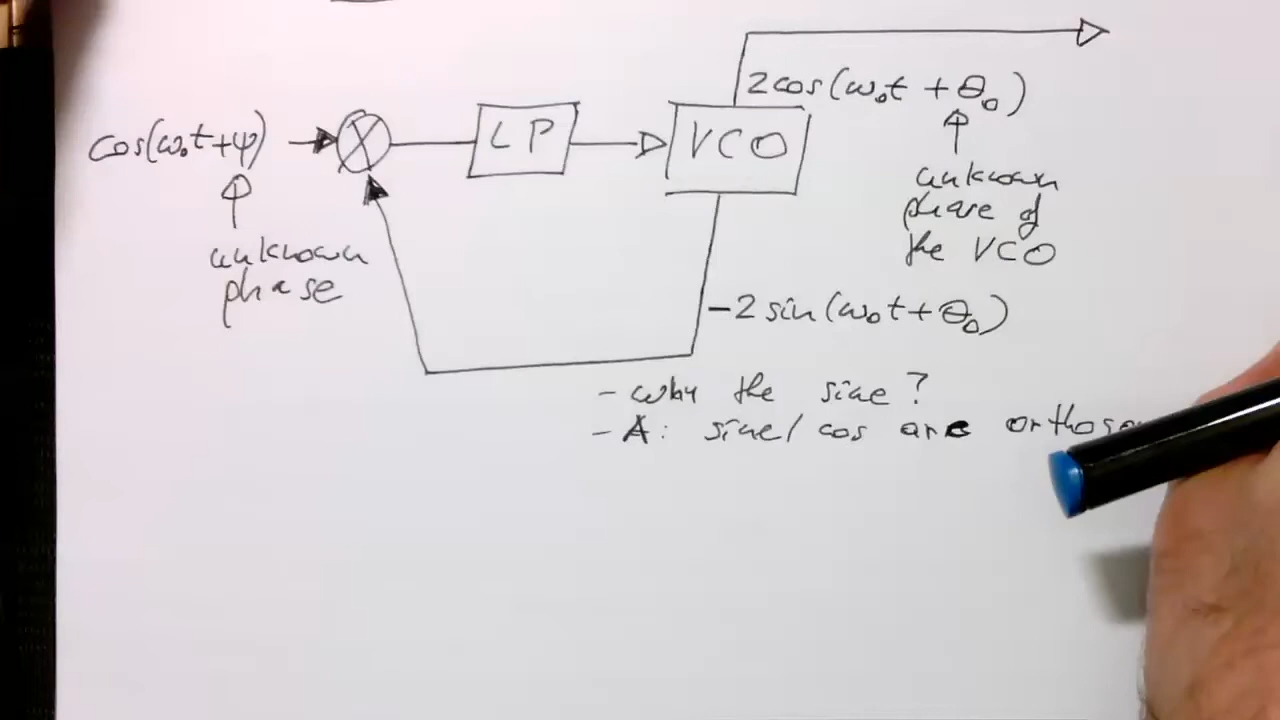 2cos(ω₀t + θ₀)
cos(ω₀t+φ)
LP
VCO
unknown
phase
unknown
phase of
the VCO
-2 sin(ω₀t+θ₀)
- why the sine?
- A: sine/cos are